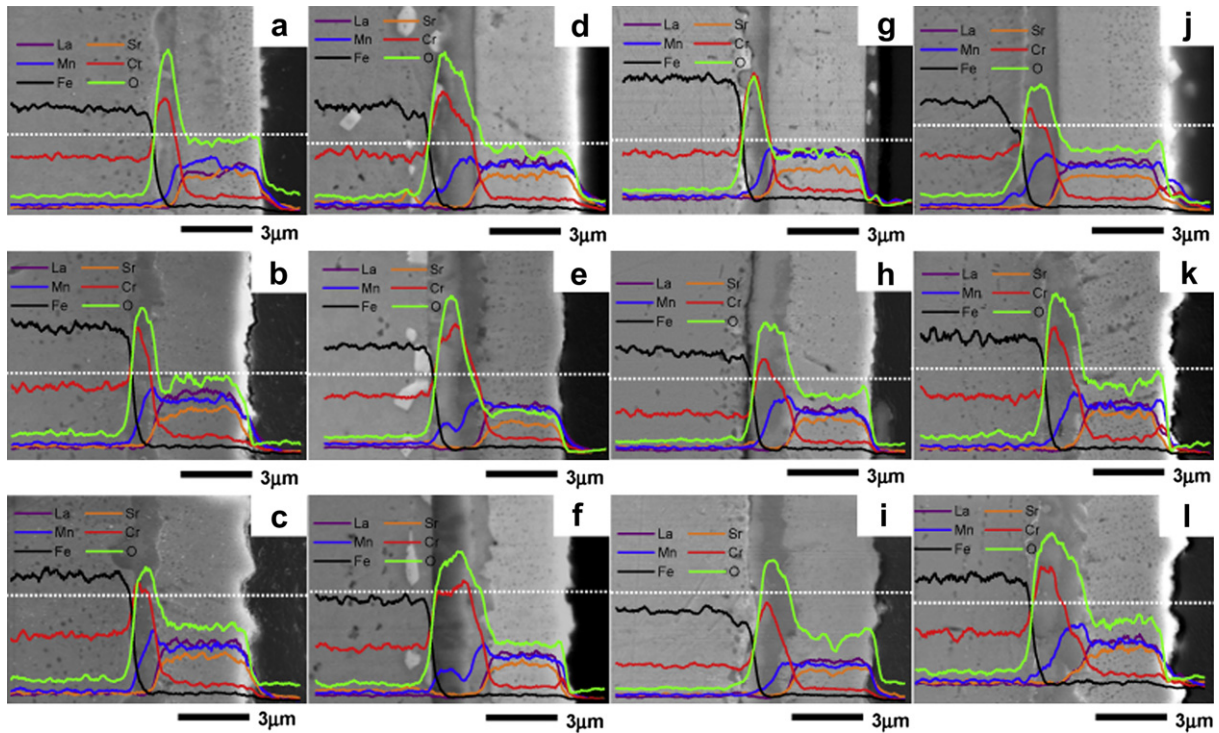 a
La Sr
Mn Cr
Fe O
3μm
d
La Sr
Mn Cr
Fe O
3μm
g
La Sr
Mn Cr
Fe O
3μm
j
La Sr
Mn Cr
Fe O
3μm
b
La Sr
Mn Cr
Fe O
3μm
e
La Sr
Mn Cr
Fe O
3μm
h
La Sr
Mn Cr
Fe O
3μm
k
La Sr
Mn Cr
Fe O
3μm
c
La Sr
Mn Cr
Fe O
3μm
f
La Sr
Mn Cr
Fe O
3μm
i
La Sr
Mn Cr
Fe O
3μm
l
La Sr
Mn Cr
Fe O
3μm